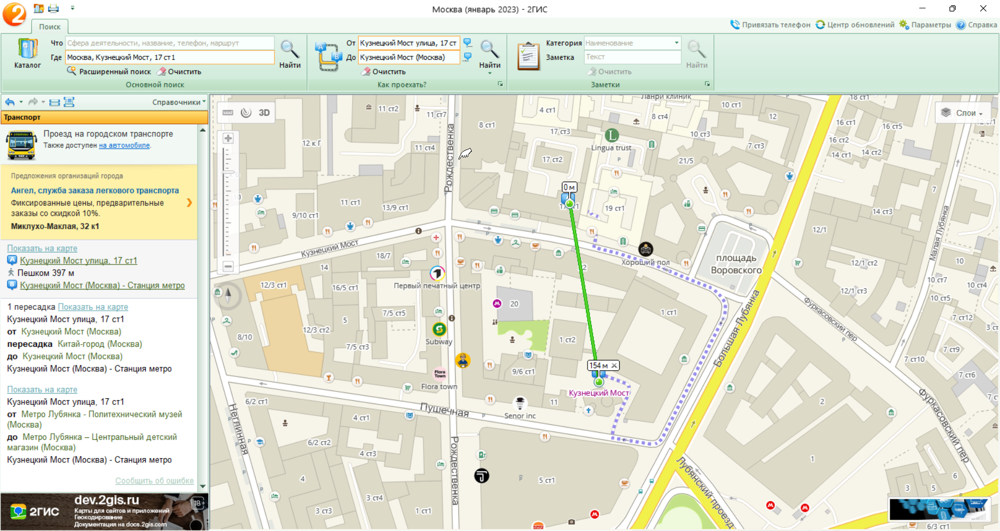 Москва (январь 2023) - 2ГИС
Поиск
Привязать телефон
Центр обновлений
Параметры
Справка
Каталог
Что
Сфера деятельности, название, телефон, маршрут
Где
Москва, Кузнецкий Мост, 17 ст1
Расширенный поиск
Очистить
Найти
Основной поиск
От
Кузнецкий Мост улица, 17 ст
До
Кузнецкий Мост (Москва)
Очистить
Найти
Как проехать?
Категория
Наименование
Заметка
Текст
Очистить
Найти
Заметки
Справочники
Транспорт
Проезд на городском транспорте
Также доступен на автомобиле.
Предложения организаций города
Ангел, служба заказа легкового транспорта
Фиксированные цены, предварительные
заказы со скидкой 10%.
Миклухо-Маклая, 32 к1
Показать на карте
A Кузнецкий Мост улица, 17 ст1
Пешком 397 м
B Кузнецкий Мост (Москва) - Станция метро
1 пересадка Показать на карте
Кузнецкий Мост улица, 17 ст1
от Кузнецкий Мост (Москва)
пересадка Китай-город (Москва)
до Кузнецкий Мост (Москва)
Кузнецкий Мост (Москва) - Станция метро
Показать на карте
Кузнецкий Мост улица, 17 ст1
от Метро Лубянка - Политехнический музей
(Москва)
до Метро Лубянка – Центральный детский
магазин (Москва)
Кузнецкий Мост (Москва) - Станция метро
Сообщить об ошибке
2ГИС
dev.2gis.ru
18+
Карты для сайтов и приложений
Геокодирование
Документация на docs.2gis.com
3D
Слои
Ланри клиник
18 ст1
11 ст2
11 ст7
4 ст1
8 ст4
10 ст1
12
8 ст1
17 ст3
10 ст3
16 ст1
16 ст5
12 к Г
11 ст4
Lingua trust
7 ст3
16 ст2
14 ст1
14 ст2
17 ст2
21/5
Рождественка
0 м
7
11 ст1
13/9 ст1
9/10 ст1
19 ст1
14 ст3
12/1
Малая Лубянка
Кузнецкий Мост
18/7
14
Хороший пол
площадь
Воровского
12/1 ст2
10
12/3 ст1
16/5 ст1
Первый печатный центр
20
12/1 ст3
10 ст7
10 ст4
10 ст5
7/5 ст5
5
1 ст1
Большая Лубянка
Фуркасовский пер
7 ст12
8/10
12/3 ст2
7/5 ст3
Subway
1 ст2
7 ст9
7 ст10
154 м
9/6 ст1
7 ст6
Flora
Town
Flora town
Кузнецкий Мост
6/2 ст1
11
2
Фуркасовский пер
Неглинная
4 ст1
Пушечная
Senor inc
6/2 ст2
4 ст3
Рождественка
1
4
5 ст1
Лубянский проезд
6
3
5
3 ст4
3 ст3
1 ст1
6/3 ст1